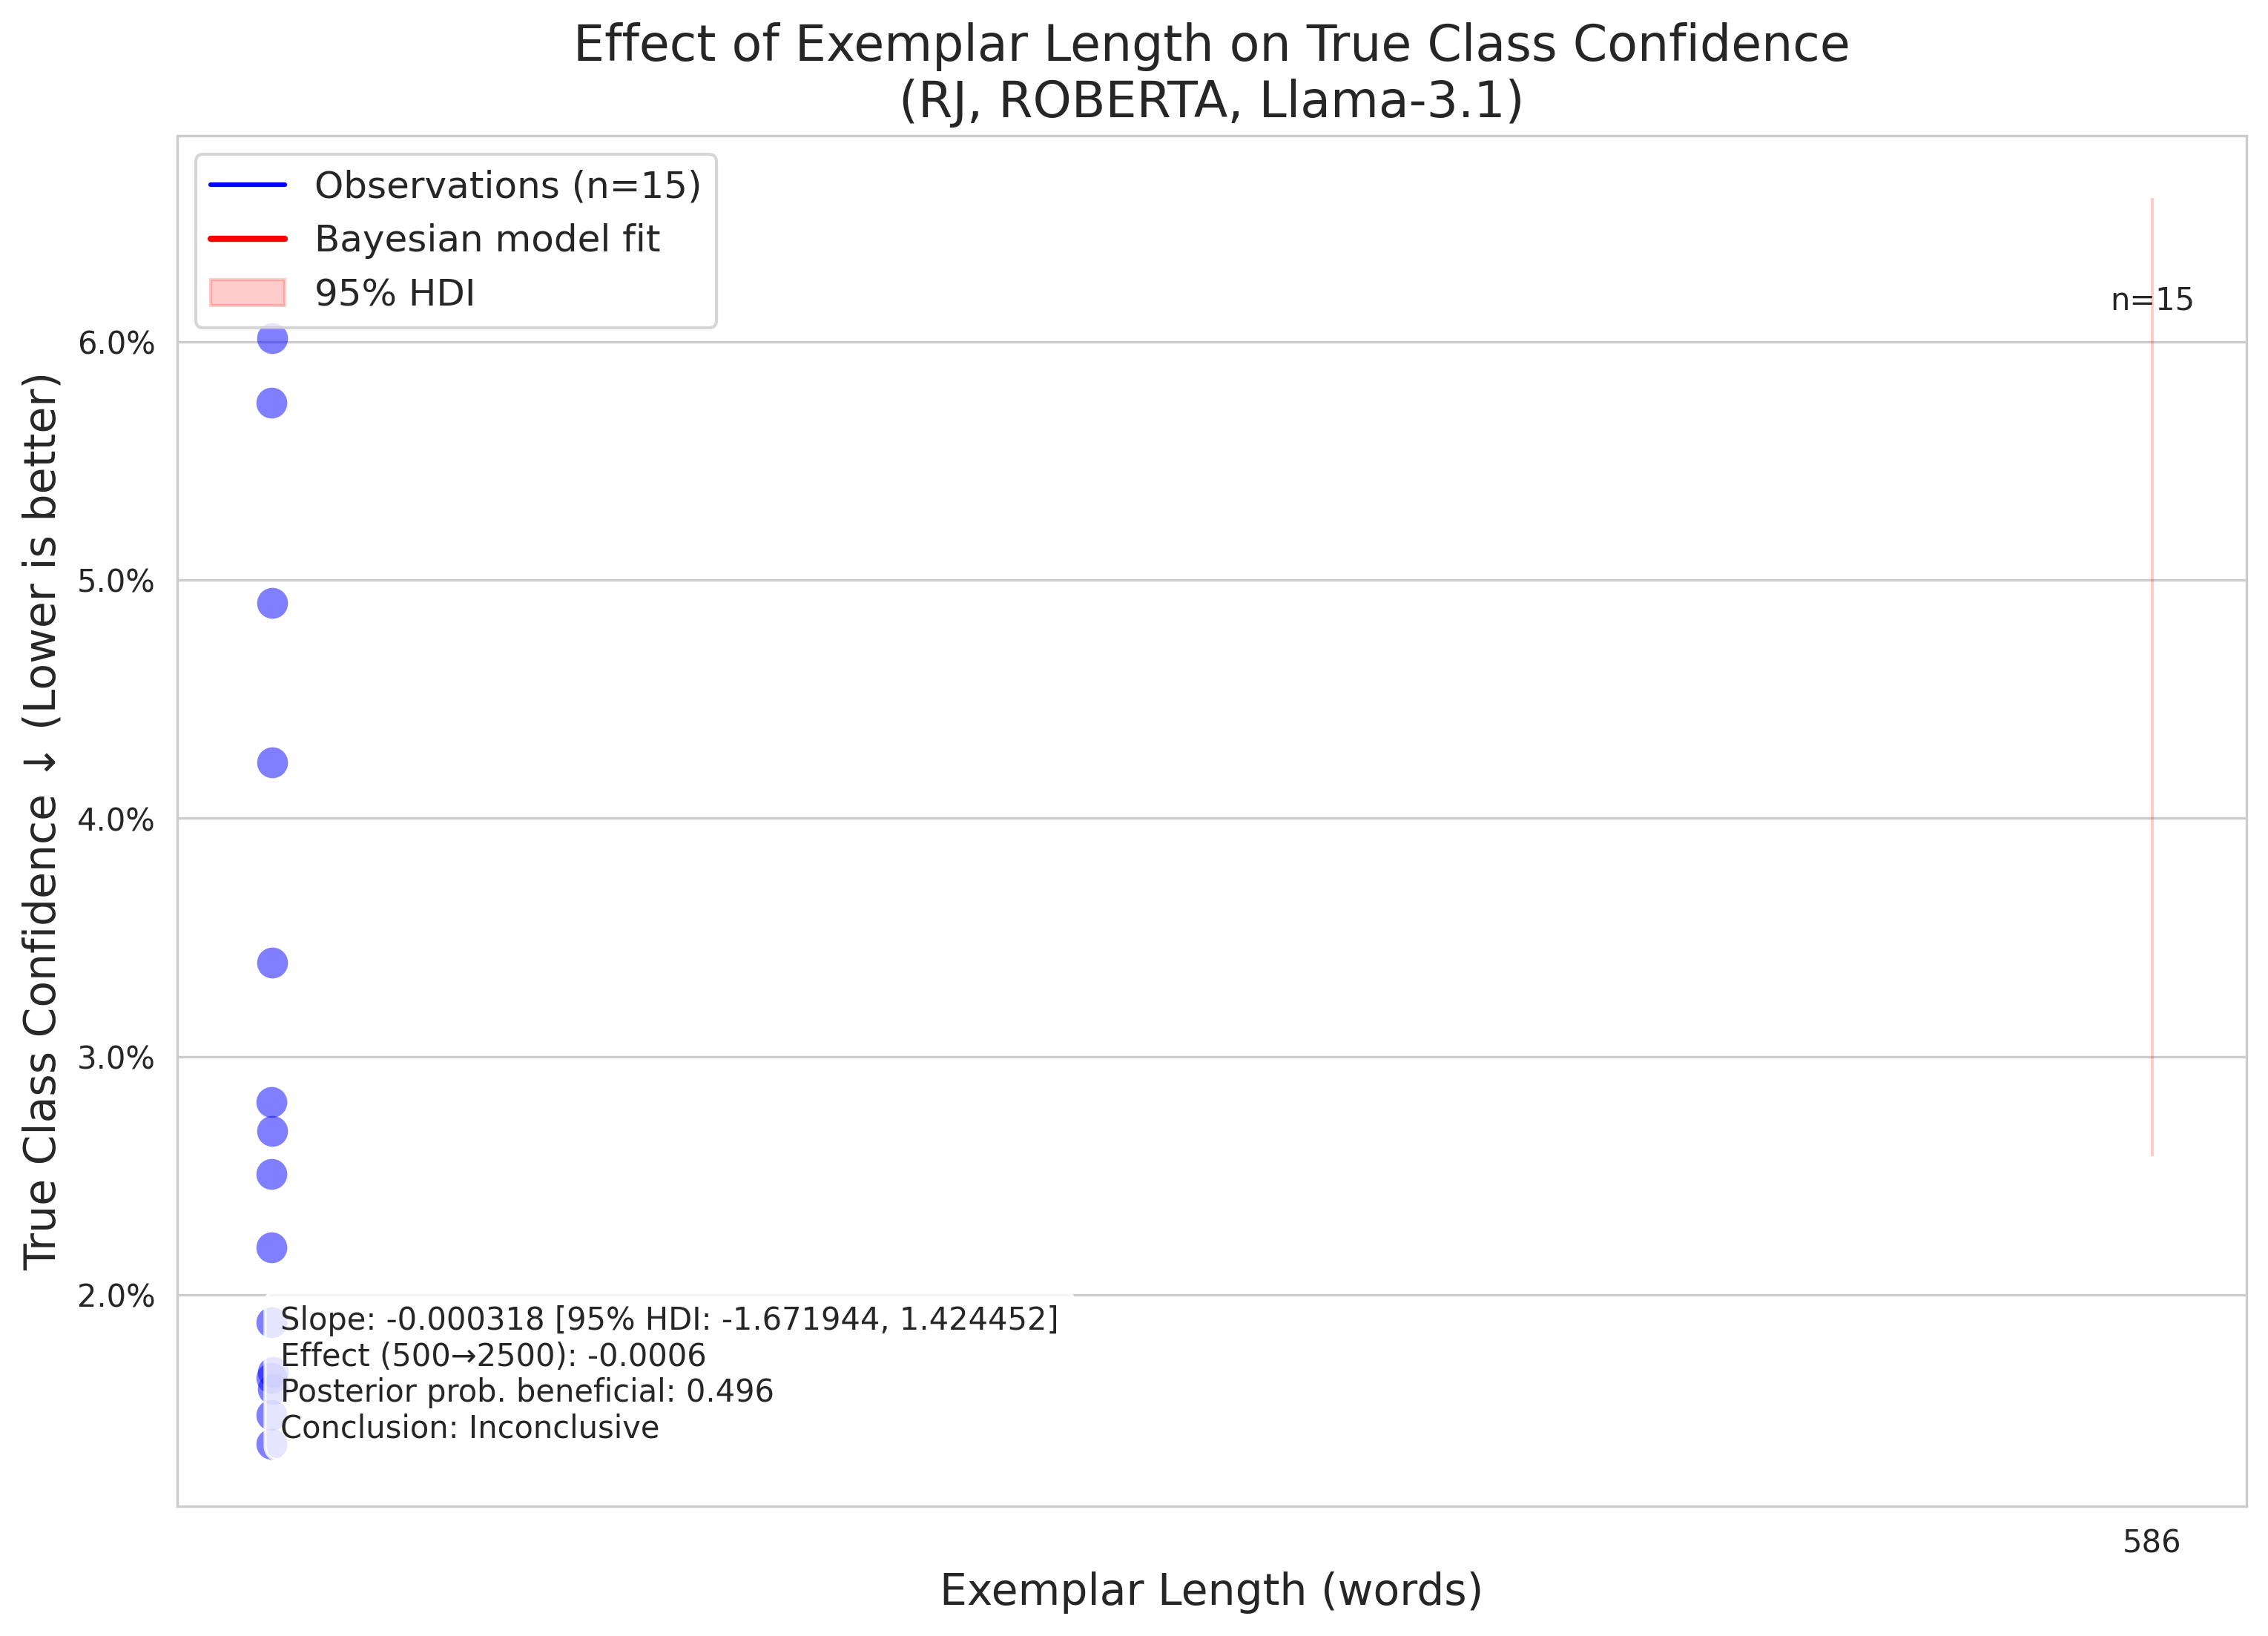 Effect of Exemplar Length on True Class Confidence
(RJ, ROBERTA, Llama-3.1)
Observations (n=15)
Bayesian model fit
95% HDI
n=15
6.0%
5.0%
4.0%
3.0%
2.0%
True Class Confidence ↓ (Lower is better)
Slope: -0.000318 [95% HDI: -1.671944, 1.424452]
Effect (500→2500): -0.0006
Posterior prob. beneficial: 0.496
Conclusion: Inconclusive
586
Exemplar Length (words)